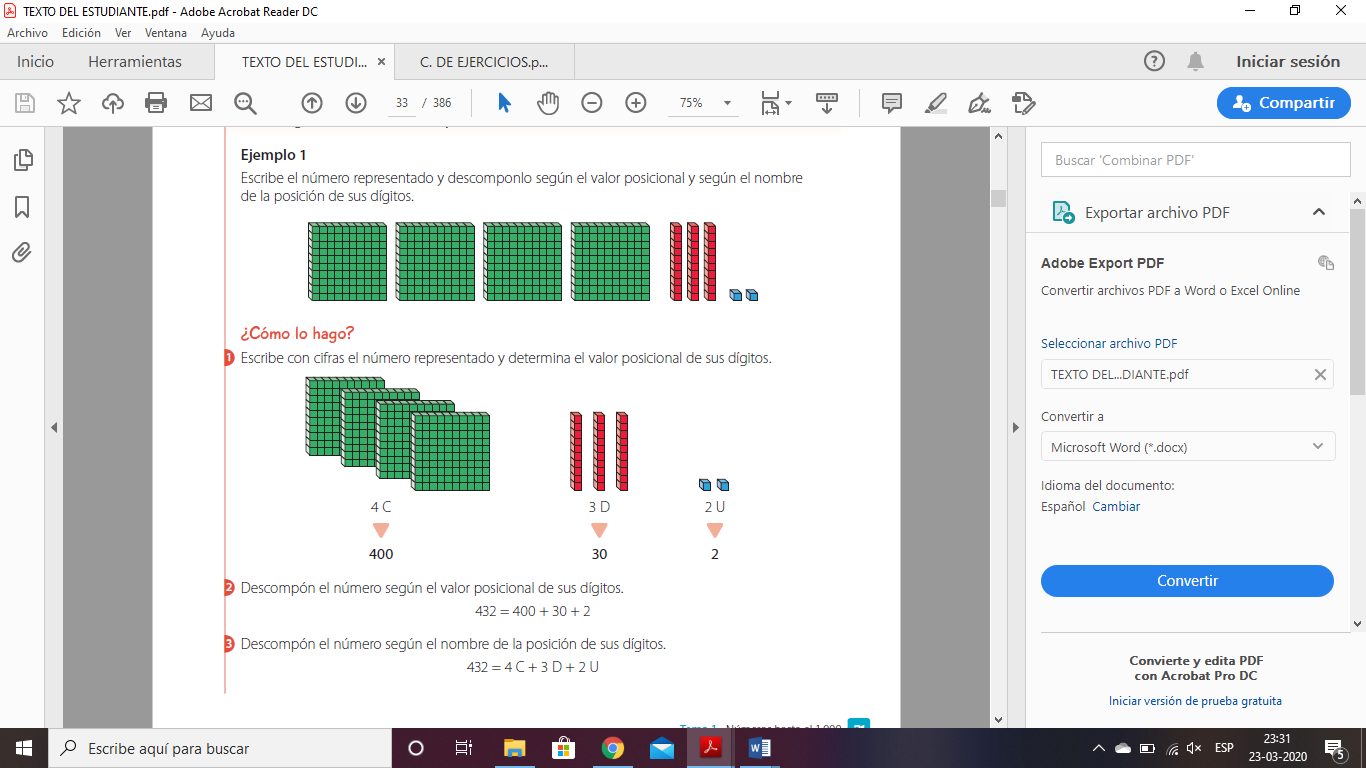 TEXTO DEL ESTUDIANTE.pdf - Adobe Acrobat Reader DC
Archivo Edición Ver Ventana Ayuda
Inicio Herramientas TEXTO DEL ESTUDI... × C. DE EJERCICIOS.p... Iniciar sesión
33 / 386 75% Compartir
Ejemplo 1
Escribe el número representado y descomponlo según el valor posicional y según el nombre
de la posición de sus dígitos.
¿Cómo lo hago?
1 Escribe con cifras el número representado y determina el valor posicional de sus dígitos.
4 C 3 D 2 U
400 30 2
2 Descompón el número según el valor posicional de sus dígitos.
432 = 400 + 30 + 2
3 Descompón el número según el nombre de la posición de sus dígitos.
432 = 4 C + 3 D + 2 U
Buscar 'Combinar PDF'
Exportar archivo PDF
Adobe Export PDF
Convertir archivos PDF a Word o Excel Online
Seleccionar archivo PDF
TEXTO DEL...DIANTE.pdf
Convertir a
Microsoft Word (*.docx)
Idioma del documento:
Español Cambiar
Convertir
Convierte y edita PDF
con Acrobat Pro DC
Iniciar versión de prueba gratuita
Escribe aquí para buscar
ESP
23:31
23-03-2020
5